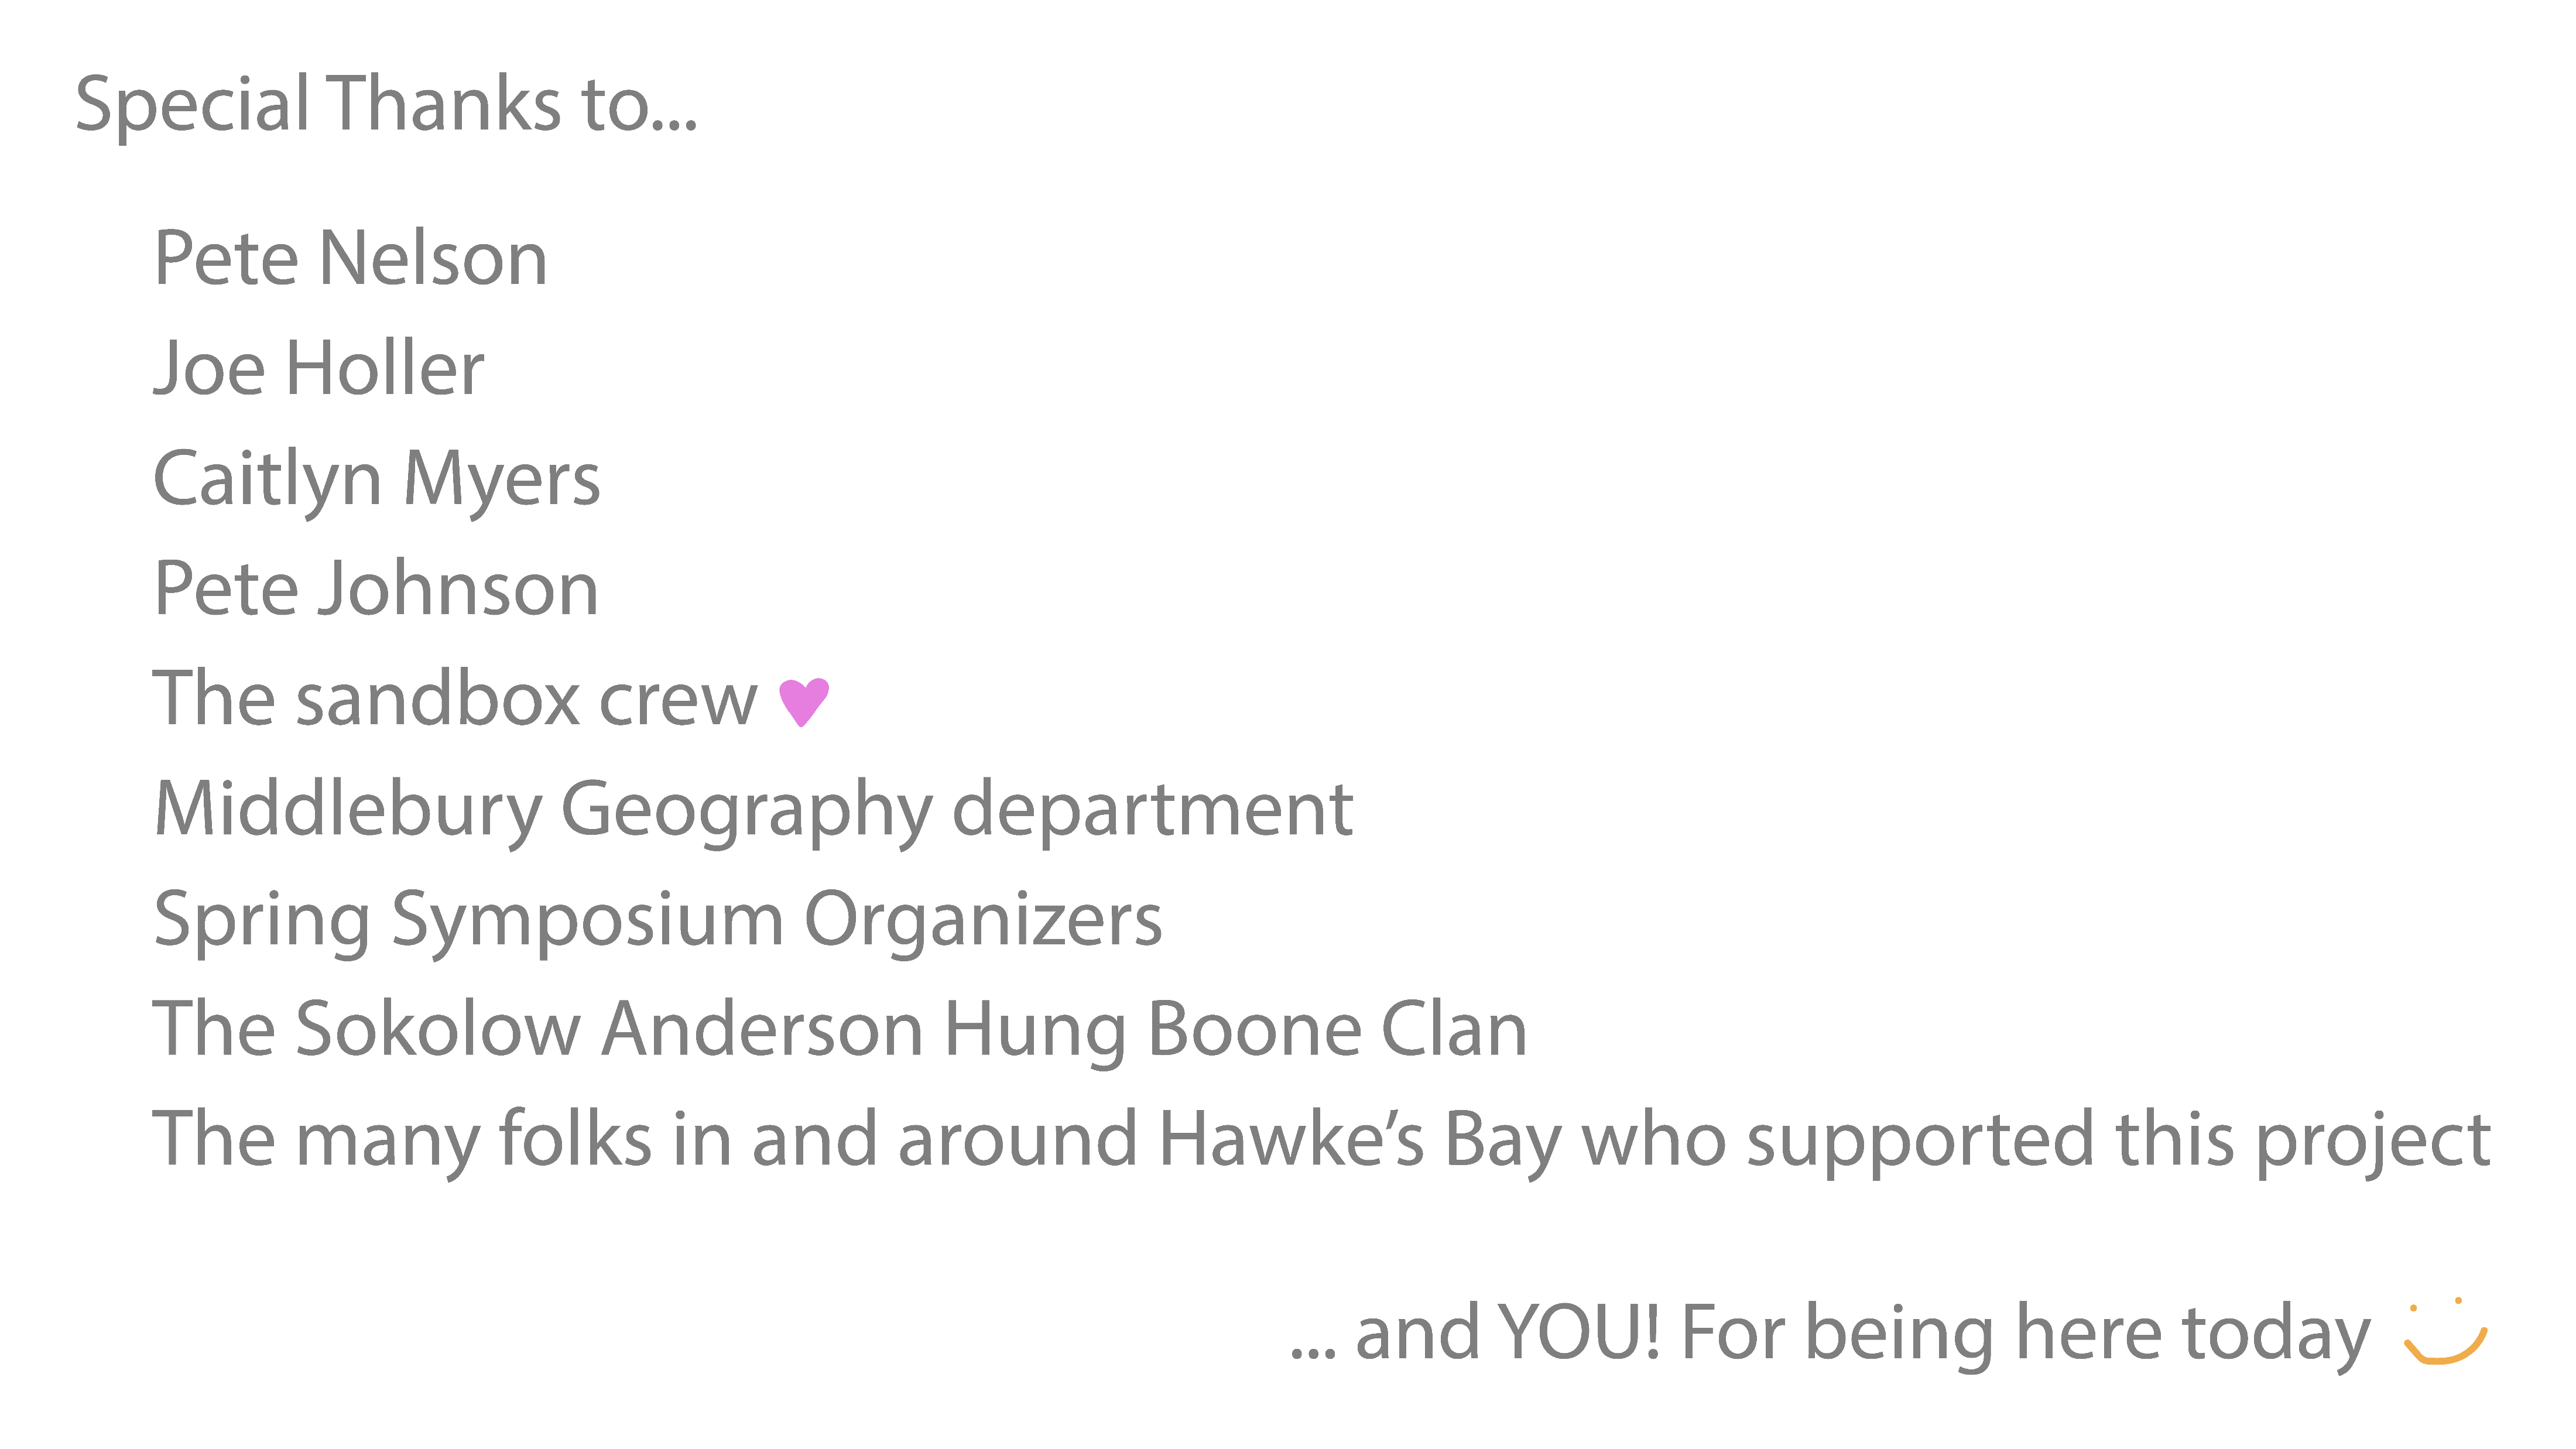 Special Thanks to...
Pete Nelson
Joe Holler
Caitlyn Myers
Pete Johnson
The sandbox crew
Middlebury Geography department
Spring Symposium Organizers
The Sokolow Anderson Hung Boone Clan
The many folks in and around Hawke’s Bay who supported this project
... and YOU! For being here today